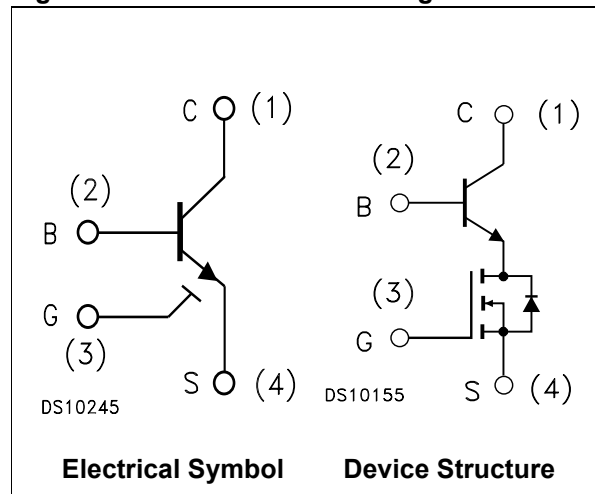 C (1)
(2)
B
G
(3)
S (4)
DS10245
Electrical Symbol
C (1)
(2)
B
(3)
G
S (4)
DS10155
Device Structure